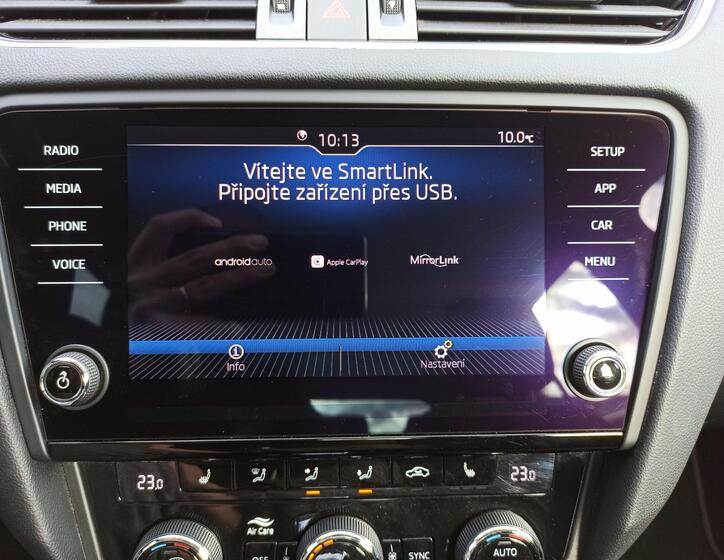 10:13
10.0°C
RADIO
MEDIA
PHONE
VOICE
Vítejte ve SmartLink.
Připojte zařízení přes USB.
androidauto
Apple CarPlay
MirrorLink
i
Info
Nastavení
SETUP
APP
CAR
MENU
23.0
23.0
Air Care
OFF
SYNC
AUTO